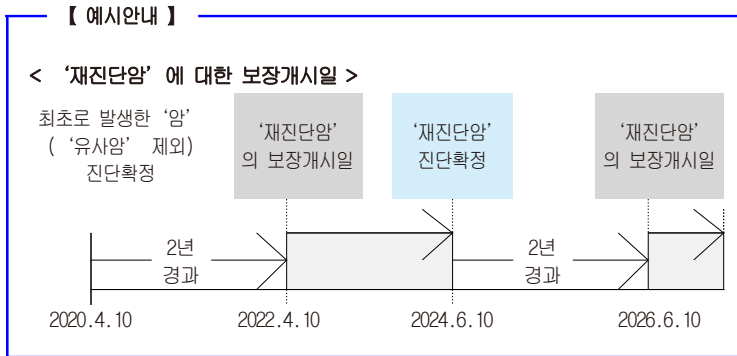 【 예시안내 】
< ‘재진단암’에 대한 보장개시일 >
최초로 발생한 ‘암’
( ‘유사암’ 제외)
진단확정
‘재진단암’
의 보장개시일
‘재진단암’
진단확정
‘재진단암’
의 보장개시일
2년
경과
2년
경과
2020.4.10
2022.4.10
2024.6.10
2026.6.10